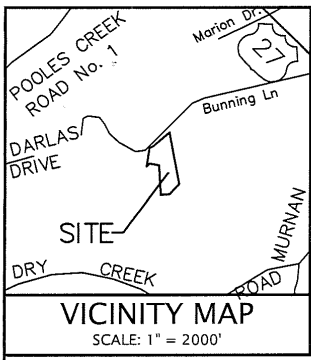 POOLES CREEK
ROAD No. 1
Marion Dr.
27
Bunning Ln
DARLAS
DRIVE
SITE
MURNAN
ROAD
DRY CREEK
VICINITY MAP
SCALE: 1" = 2000'